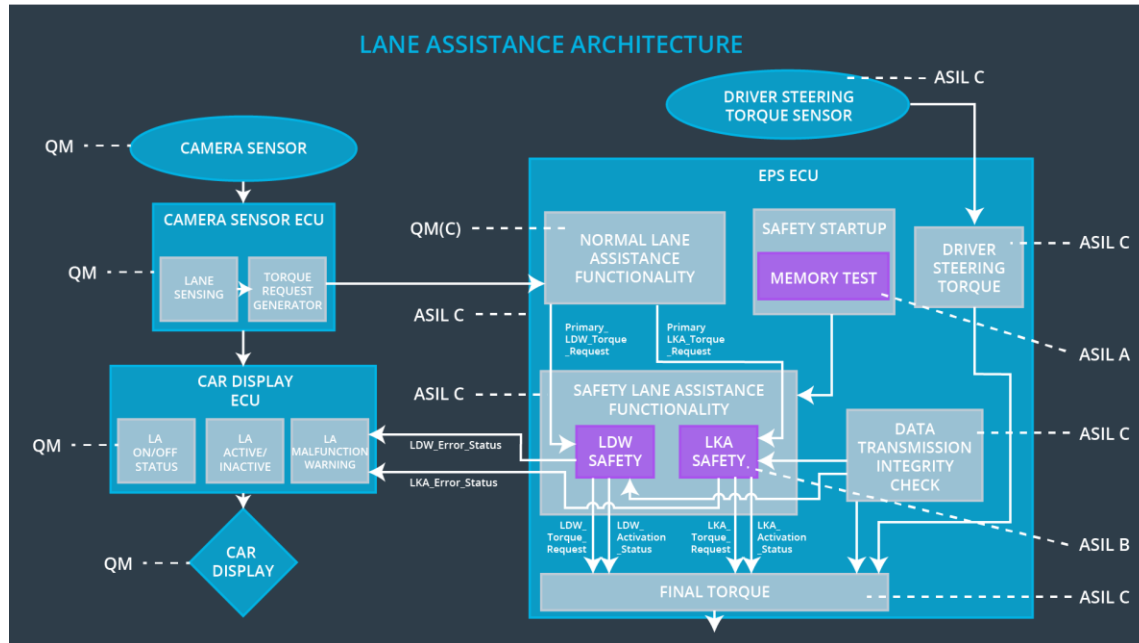 LANE ASSISTANCE ARCHITECTURE
ASIL C
DRIVER STEERING
TORQUE SENSOR
QM
CAMERA SENSOR
EPS ECU
CAMERA SENSOR ECU
QM
LANE
SENSING
TORQUE
REQUEST
GENERATOR
QM(C)
NORMAL LANE
ASSISTANCE
FUNCTIONALITY
SAFETY STARTUP
MEMORY TEST
DRIVER
STEERING
TORQUE
ASIL C
ASIL C
Primary_
LDW_Torque
_Request
Primary
LKA_Torque
_Request
ASIL A
CAR DISPLAY
ECU
QM
LA
ON/OFF
STATUS
LA
ACTIVE/
INACTIVE
LA
MALFUNCTION
WARNING
ASIL C
SAFETY LANE ASSISTANCE
FUNCTIONALITY
LDW
SAFETY
LKA
SAFETY
DATA
TRANSMISSION
INTEGRITY
CHECK
ASIL C
LDW_Error_Status
LKA_Error_Status
LDW_
Torque_
Request
LDW_
Activation
_Status
LKA_
Torque_
Request
LKA_
Activation
_Status
ASIL B
QM
CAR
DISPLAY
FINAL TORQUE
ASIL C